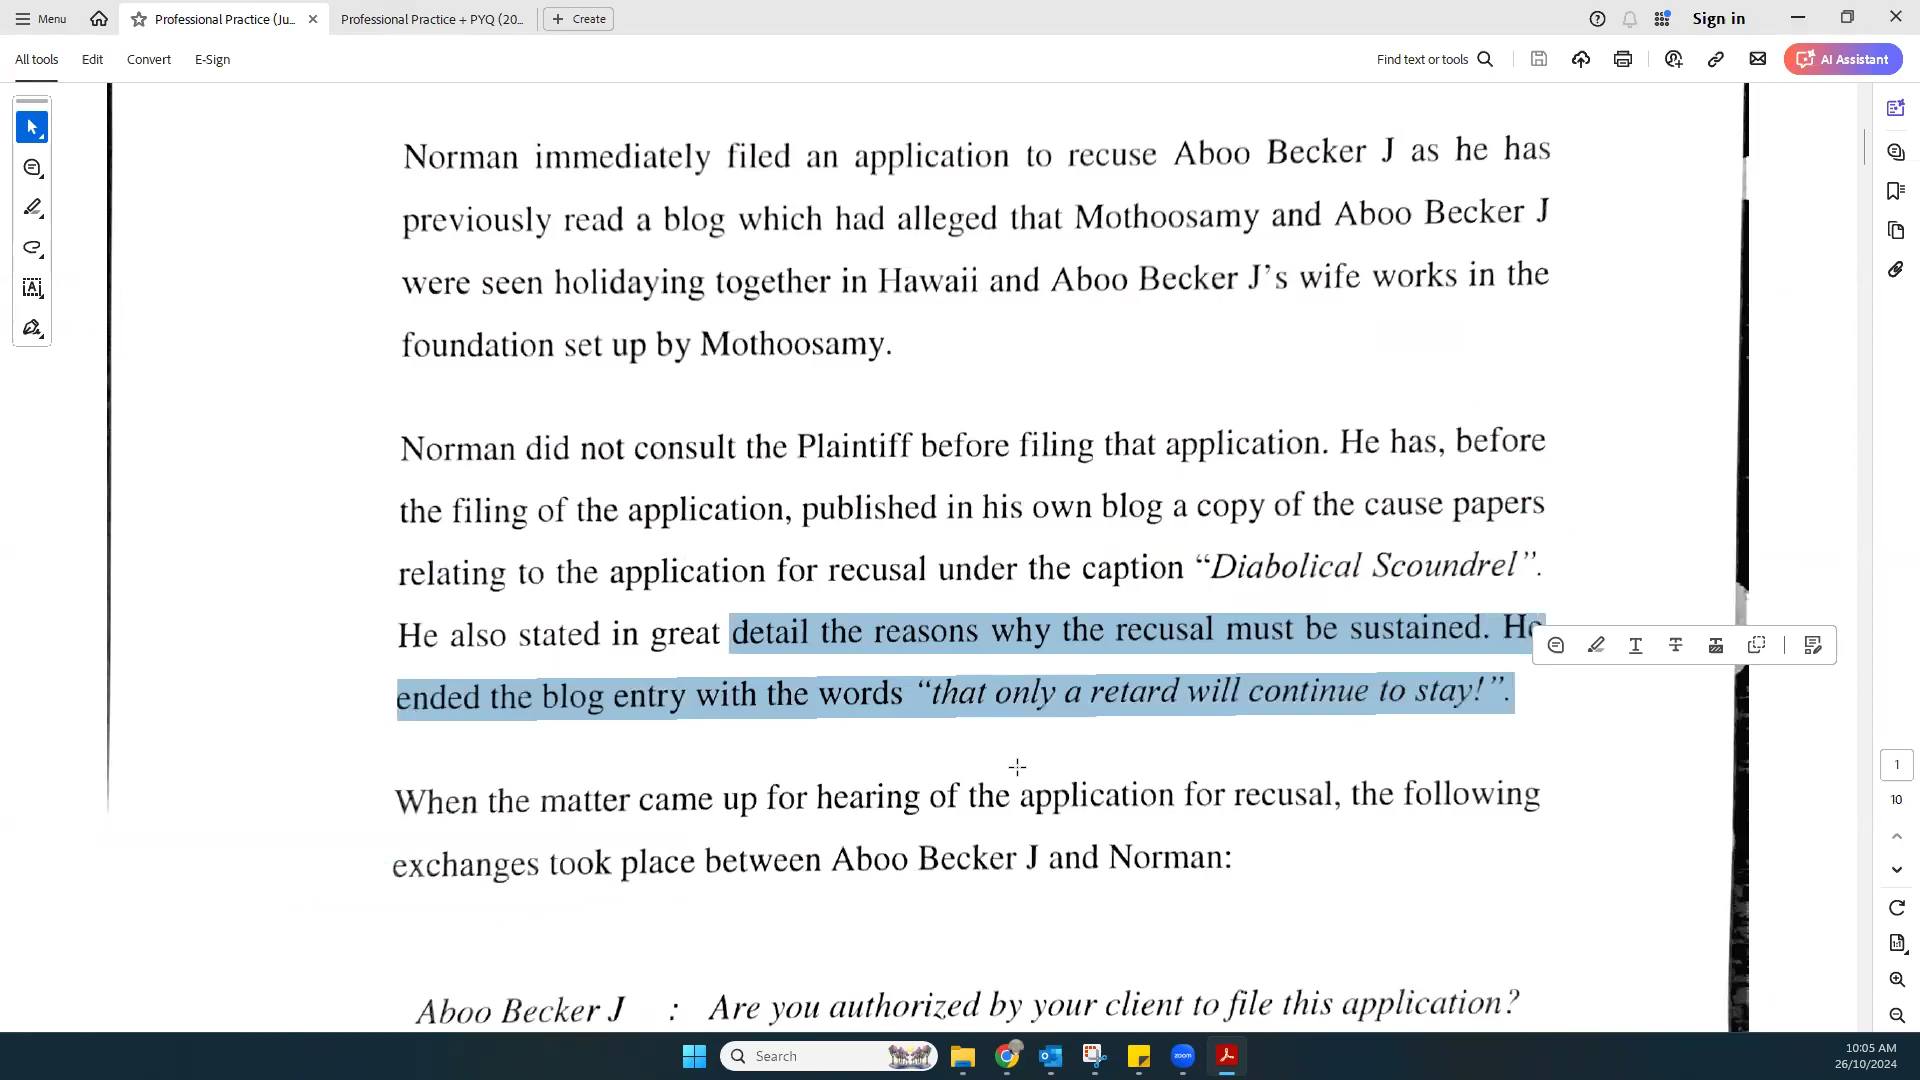 Menu
Professional Practice (Ju...
Professional Practice + PYQ (20...
Create
Sign in
All tools
Edit
Convert
E-Sign
Find text or tools
AI Assistant
Norman immediately filed an application to recuse Aboo Becker J as he has
previously read a blog which had alleged that Mothoosamy and Aboo Becker J
were seen holidaying together in Hawaii and Aboo Becker J’s wife works in the
foundation set up by Mothoosamy.
Norman did not consult the Plaintiff before filing that application. He has, before
the filing of the application, published in his own blog a copy of the cause papers
relating to the application for recusal under the caption “Diabolical Scoundrel”.
He also stated in great detail the reasons why the recusal must be sustained. He
ended the blog entry with the words “that only a retard will continue to stay!”.
When the matter came up for hearing of the application for recusal, the following
exchanges took place between Aboo Becker J and Norman:
Aboo Becker J : Are you authorized by your client to file this application?
1
10
Search
zoom
10:05 AM
26/10/2024